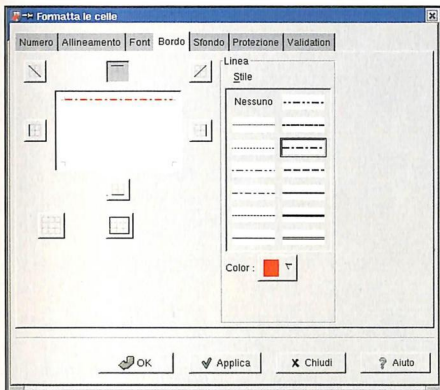 Formatta le celle
Numero Allineamento Font Bordo Sfondo Protezione Validation
Linea
Stile
Nessuno
Color :
OK Applica Chiudi Aiuto